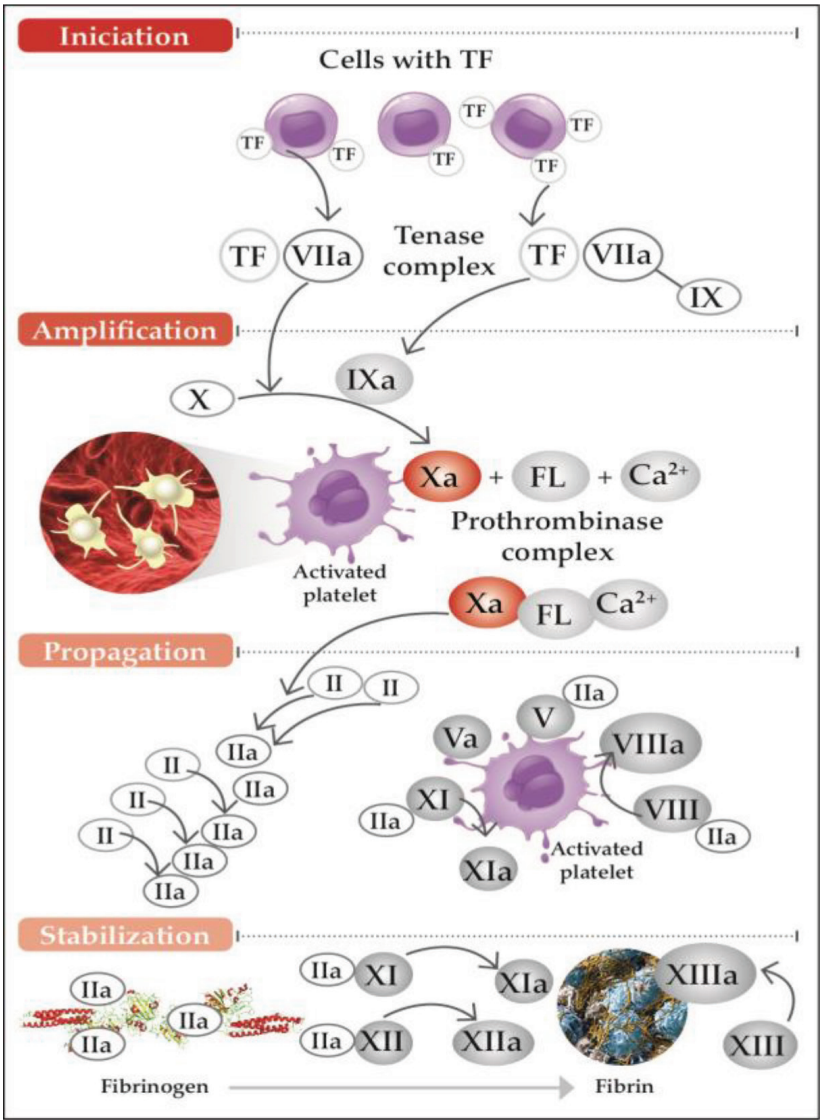 Iniciation
Cells with TF
TF
TF
TF
TF
TF
TF
TF
VIIa
Tenase
complex
TF
VIIa
IX
Amplification
IXa
X
Xa
+
FL
+
Ca²⁺
Prothrombinase
complex
Activated
platelet
Xa
FL
Ca²⁺
Propagation
II
II
IIa
V
IIa
Va
VIIIa
II
IIa
II
XI
VIII
IIa
IIa
II
IIa
IIa
Activated
platelet
XIa
IIa
Stabilization
IIa
IIa
XI
XIa
XIIIa
IIa
IIa
IIa
XII
XIIa
XIII
Fibrinogen
Fibrin